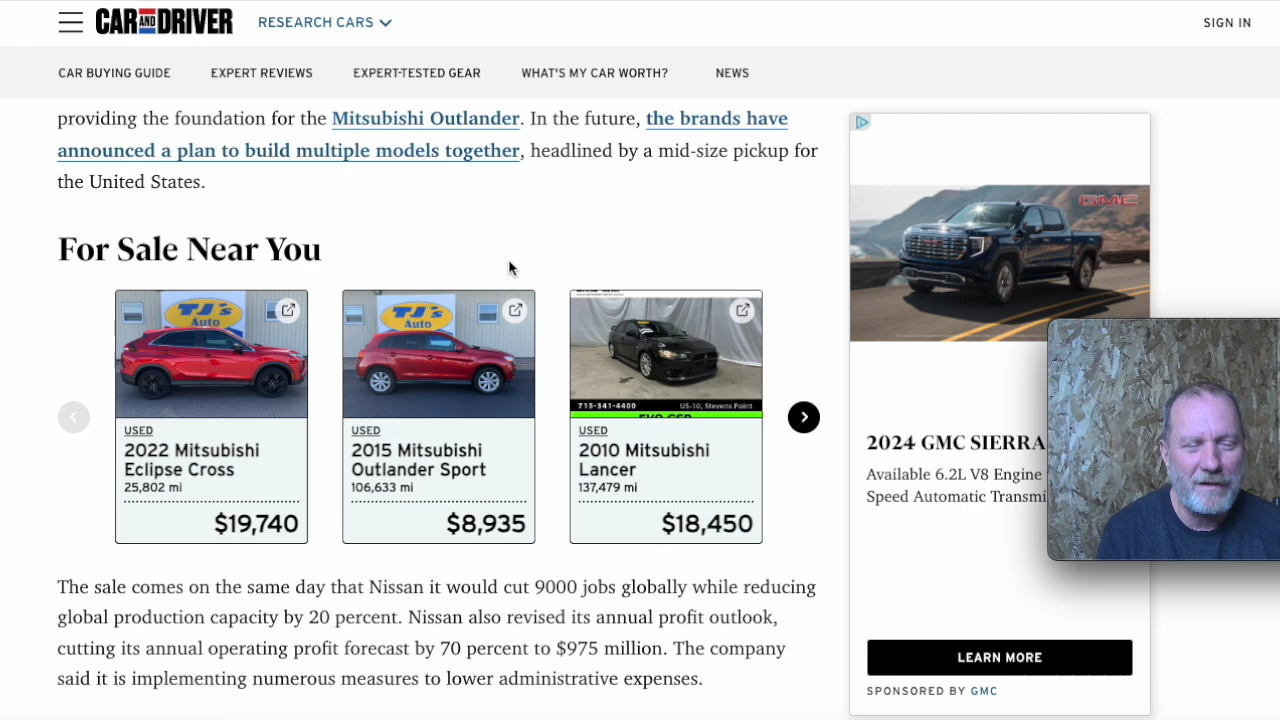 CAR AND DRIVER
RESEARCH CARS
SIGN IN
CAR BUYING GUIDE
EXPERT REVIEWS
EXPERT-TESTED GEAR
WHAT'S MY CAR WORTH?
NEWS
providing the foundation for the Mitsubishi Outlander. In the future, the brands have
announced a plan to build multiple models together, headlined by a mid-size pickup for
the United States.
For Sale Near You
TJ's
Auto
USED
2022 Mitsubishi
Eclipse Cross
25,802 mi
$19,740
TJ's
Auto
USED
2015 Mitsubishi
Outlander Sport
106,633 mi
$8,935
715-341-4400 US-10, Stevens Point
USED
2010 Mitsubishi
Lancer
137,479 mi
$18,450
The sale comes on the same day that Nissan it would cut 9000 jobs globally while reducing
global production capacity by 20 percent. Nissan also revised its annual profit outlook,
cutting its annual operating profit forecast by 70 percent to $975 million. The company
said it is implementing numerous measures to lower administrative expenses.
GMC
2024 GMC SIERRA
Available 6.2L V8 Engine
Speed Automatic Transmi
LEARN MORE
SPONSORED BY GMC